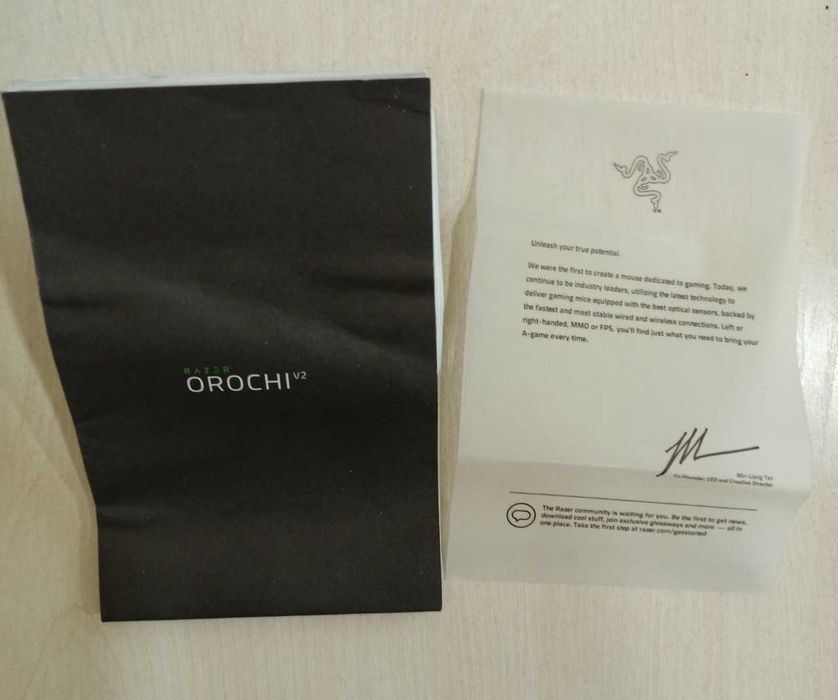 RAZER
OROCHI V2
Unleash your true potential.
We were the first to create a mouse dedicated to gaming. Today, we
continue to be industry leaders, utilizing the latest technology to
deliver gaming mice equipped with the best optical sensors, backed by
the fastest and most stable wired and wireless connections. Left or
right-handed, MMO or FPS, you'll find just what you need to bring your
A-game every time.
Min-Liang Tan
Co-Founder, CEO and Creative Director
The Razer community is waiting for you. Be the first to get news,
download cool stuff, join exclusive giveaways and more — all in
one place. Take the first step at razer.com/getstarted